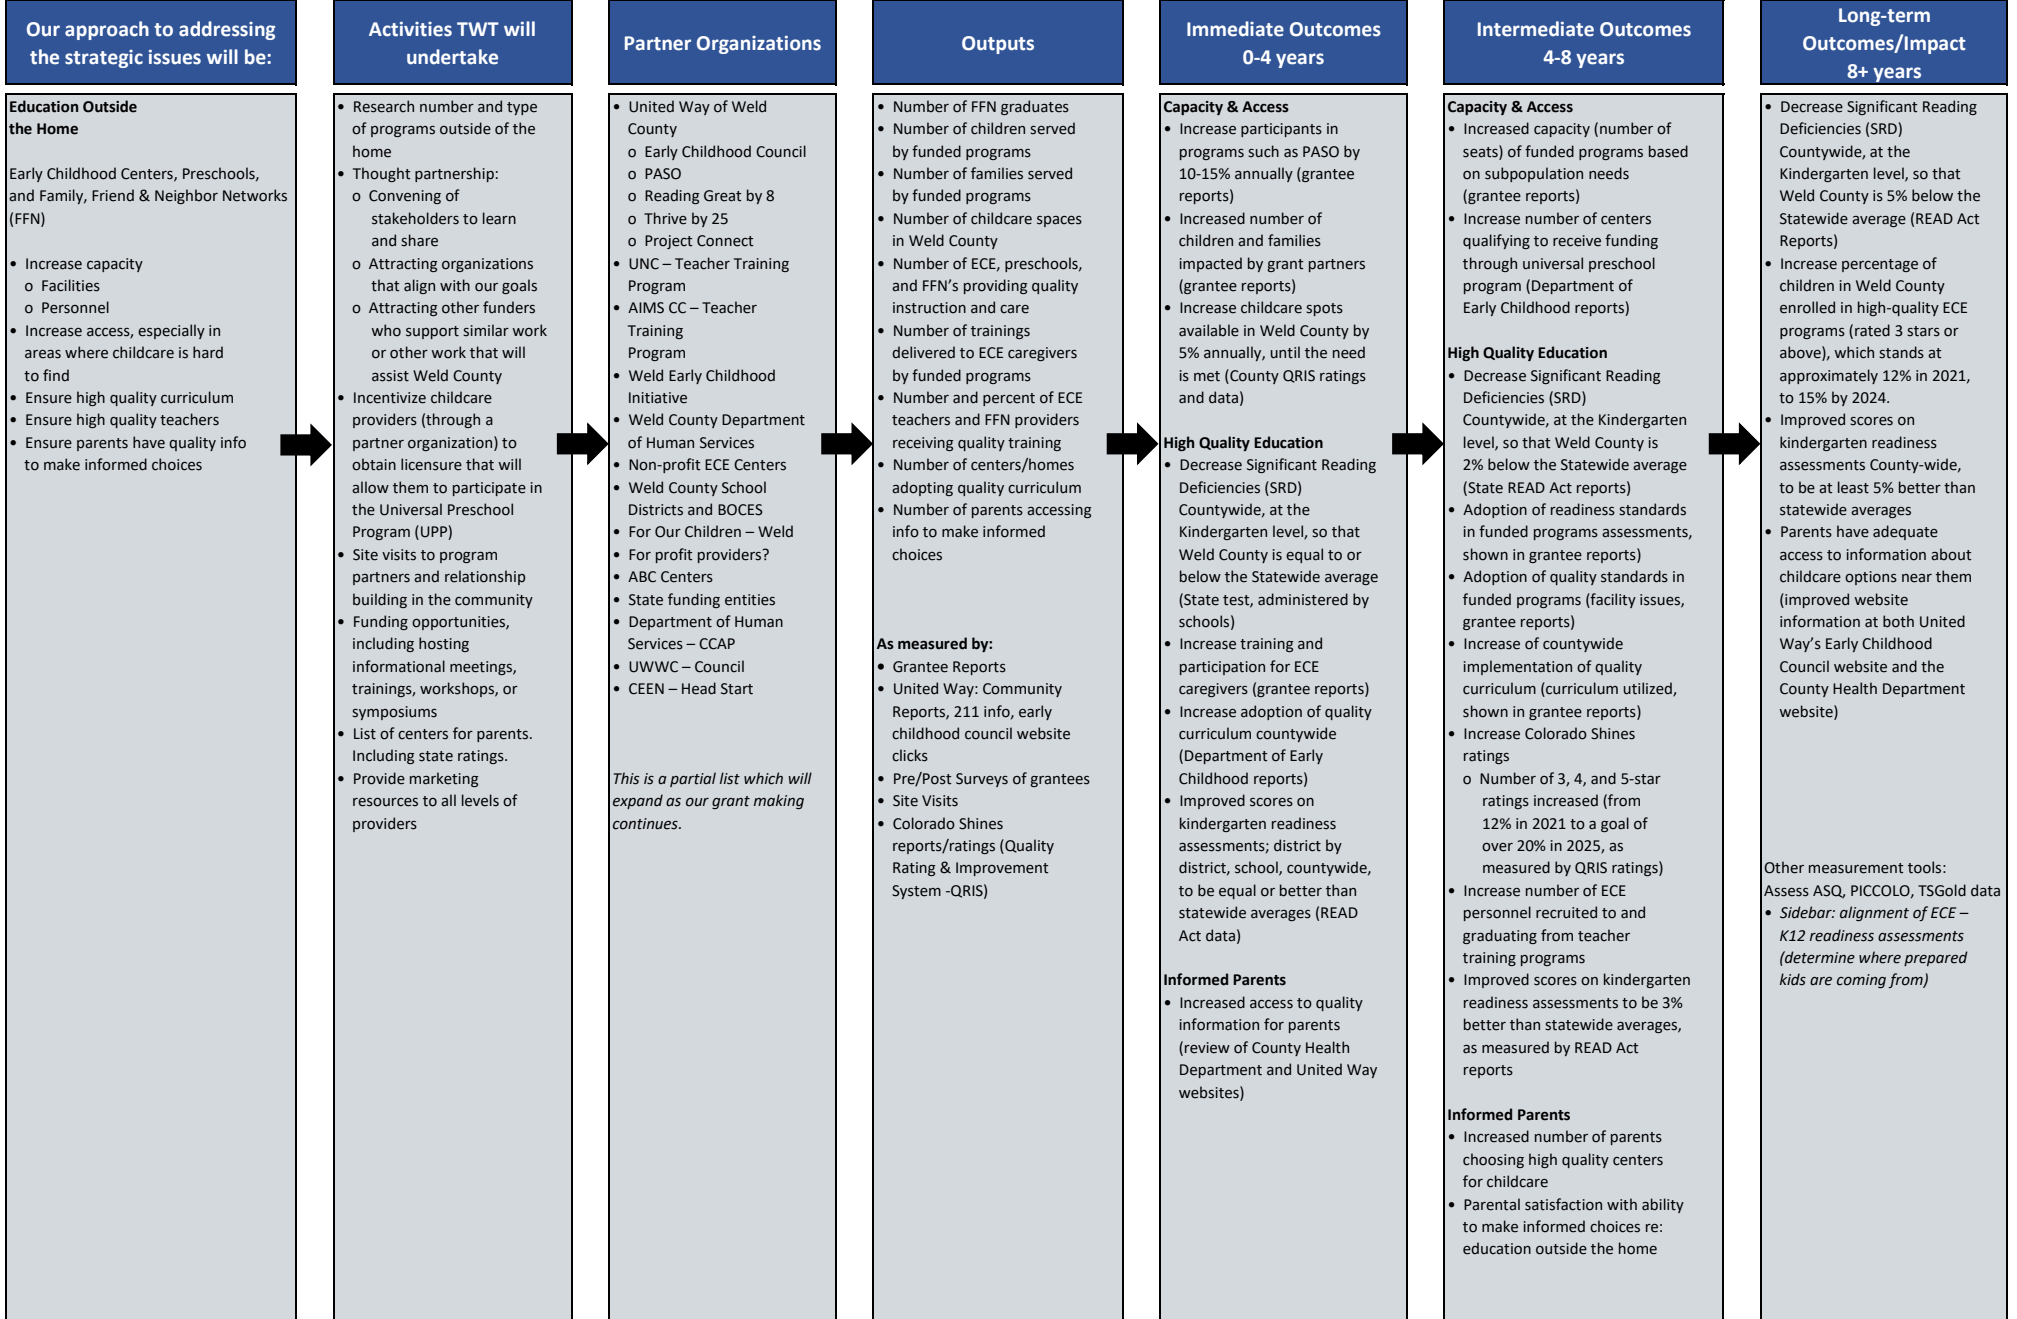 Our approach to addressing
the strategic issues will be:
Education Outside
the Home
Early Childhood Centers, Preschools,
and Family, Friend & Neighbor Networks
(FFN)
• Increase capacity
o Facilities
o Personnel
• Increase access, especially in
areas where childcare is hard
to find
• Ensure high quality curriculum
• Ensure high quality teachers
• Ensure parents have quality info
to make informed choices
Activities TWT will
undertake
• Research number and type
of programs outside of the
home
• Thought partnership:
o Convening of
stakeholders to learn
and share
o Attracting organizations
that align with our goals
o Attracting other funders
who support similar work
or other work that will
assist Weld County
• Incentivize childcare
providers (through a
partner organization) to
obtain licensure that will
allow them to participate in
the Universal Preschool
Program (UPP)
• Site visits to program
partners and relationship
building in the community
• Funding opportunities,
including hosting
informational meetings,
trainings, workshops, or
symposiums
• List of centers for parents.
Including state ratings.
• Provide marketing
resources to all levels of
providers
Partner Organizations
• United Way of Weld
County
o Early Childhood Council
o PASO
o Reading Great by 8
o Thrive by 25
o Project Connect
• UNC – Teacher Training
Program
• AIMS CC – Teacher
Training
Program
• Weld Early Childhood
Initiative
• Weld County Department
of Human Services
• Non-profit ECE Centers
• Weld County School
Districts and BOCES
• For Our Children – Weld
• For profit providers?
• ABC Centers
• State funding entities
• Department of Human
Services – CCAP
• UWWC – Council
• CEEN – Head Start
This is a partial list which will
expand as our grant making
continues.
Outputs
• Number of FFN graduates
• Number of children served
by funded programs
• Number of families served
by funded programs
• Number of childcare spaces
in Weld County
• Number of ECE, preschools,
and FFN's providing quality
instruction and care
• Number of trainings
delivered to ECE caregivers
by funded programs
• Number and percent of ECE
teachers and FFN providers
receiving quality training
• Number of centers/homes
adopting quality curriculum
• Number of parents accessing
info to make informed
choices
As measured by:
• Grantee Reports
• United Way: Community
Reports, 211 info, early
childhood council website
clicks
• Pre/Post Surveys of grantees
• Site Visits
• Colorado Shines
reports/ratings (Quality
Rating & Improvement
System -QRIS)
Immediate Outcomes
0-4 years
Capacity & Access
• Increase participants in
programs such as PASO by
10-15% annually (grantee
reports)
• Increased number of
children and families
impacted by grant partners
(grantee reports)
• Increase childcare spots
available in Weld County by
5% annually, until the need
is met (County QRIS ratings
and data)
High Quality Education
• Decrease Significant Reading
Deficiencies (SRD)
Countywide, at the
Kindergarten level, so that
Weld County is equal to or
below the Statewide average
(State test, administered by
schools)
• Increase training and
participation for ECE
caregivers (grantee reports)
• Increase adoption of quality
curriculum countywide
(Department of Early
Childhood reports)
• Improved scores on
kindergarten readiness
assessments; district by
district, school, countywide,
to be equal or better than
statewide averages (READ
Act data)
Informed Parents
• Increased access to quality
information for parents
(review of County Health
Department and United Way
websites)
Intermediate Outcomes
4-8 years
Capacity & Access
• Increased capacity (number of
seats) of funded programs based
on subpopulation needs
(grantee reports)
• Increase number of centers
qualifying to receive funding
through universal preschool
program (Department of
Early Childhood reports)
High Quality Education
• Decrease Significant Reading
Deficiencies (SRD)
Countywide, at the Kindergarten
level, so that Weld County is
2% below the Statewide average
(State READ Act reports)
• Adoption of readiness standards
in funded programs assessments,
shown in grantee reports)
• Adoption of quality standards in
funded programs (facility issues,
grantee reports)
• Increase of countywide
implementation of quality
curriculum (curriculum utilized,
shown in grantee reports)
• Increase Colorado Shines
ratings
o Number of 3, 4, and 5-star
ratings increased (from
12% in 2021 to a goal of
over 20% in 2025, as
measured by QRIS ratings)
• Increase number of ECE
personnel recruited to and
graduating from teacher
training programs
• Improved scores on kindergarten
readiness assessments to be 3%
better than statewide averages,
as measured by READ Act
reports
Informed Parents
• Increased number of parents
choosing high quality centers
for childcare
• Parental satisfaction with ability
to make informed choices re:
education outside the home
Long-term
Outcomes/Impact
8+ years
• Decrease Significant Reading
Deficiencies (SRD)
Countywide, at the
Kindergarten level, so that
Weld County is 5% below the
Statewide average (READ Act
Reports)
• Increase percentage of
children in Weld County
enrolled in high-quality ECE
programs (rated 3 stars or
above), which stands at
approximately 12% in 2021,
to 15% by 2024.
• Improved scores on
kindergarten readiness
assessments County-wide,
to be at least 5% better than
statewide averages
• Parents have adequate
access to information about
childcare options near them
(improved website
information at both United
Way's Early Childhood
Council website and the
County Health Department
website)
Other measurement tools:
Assess ASQ, PICCOLO, TSGold data
• Sidebar: alignment of ECE –
K12 readiness assessments
(determine where prepared
kids are coming from)